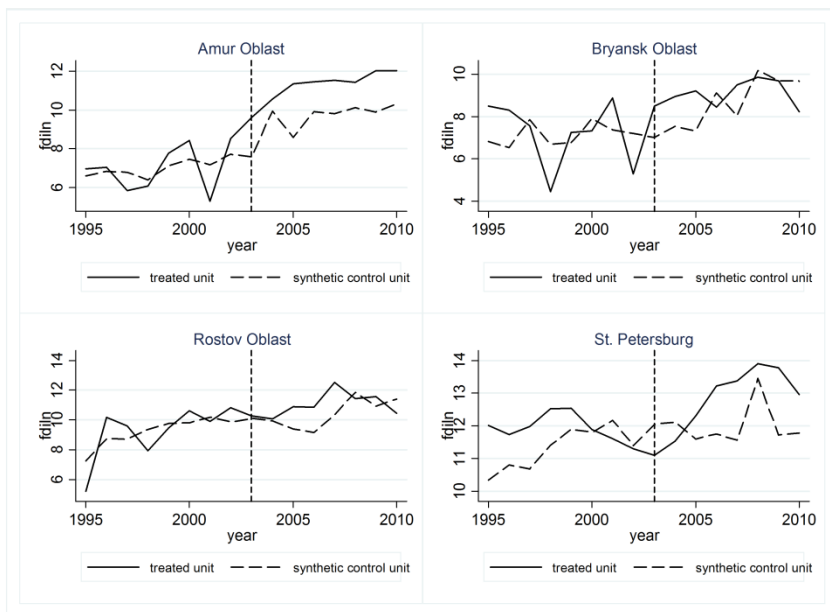 Amur Oblast
12
10
8
6
fdiln
1995 2000 2005 2010
year
treated unit synthetic control unit
Bryansk Oblast
10
8
6
4
fdiln
1995 2000 2005 2010
year
treated unit synthetic control unit
Rostov Oblast
14
12
10
8
6
fdiln
1995 2000 2005 2010
year
treated unit synthetic control unit
St. Petersburg
14
13
12
11
10
fdiln
1995 2000 2005 2010
year
treated unit synthetic control unit